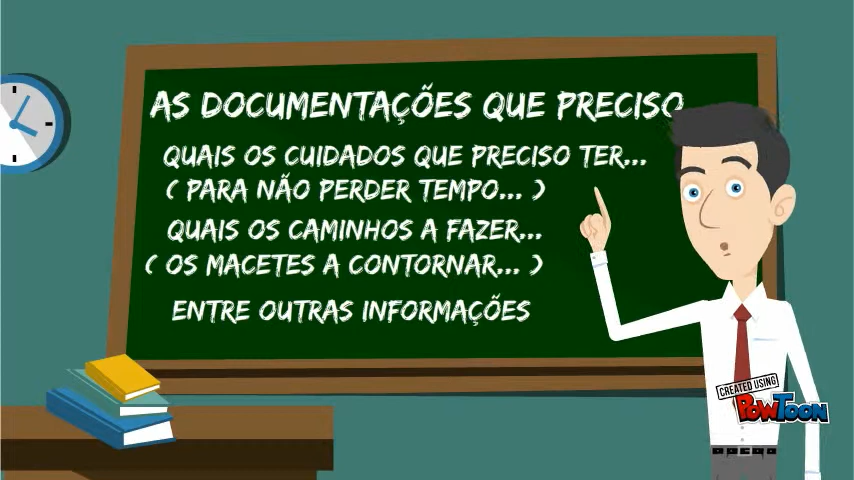 AS DOCUMENTAÇÕES QUE PRECISO
QUAIS OS CUIDADOS QUE PRECISO TER...
( PARA NÃO PERDER TEMPO... )
QUAIS OS CAMINHOS A FAZER...
( OS MACETES A CONTORNAR... )
ENTRE OUTRAS INFORMAÇÕES
CREATED USING
POWTOON